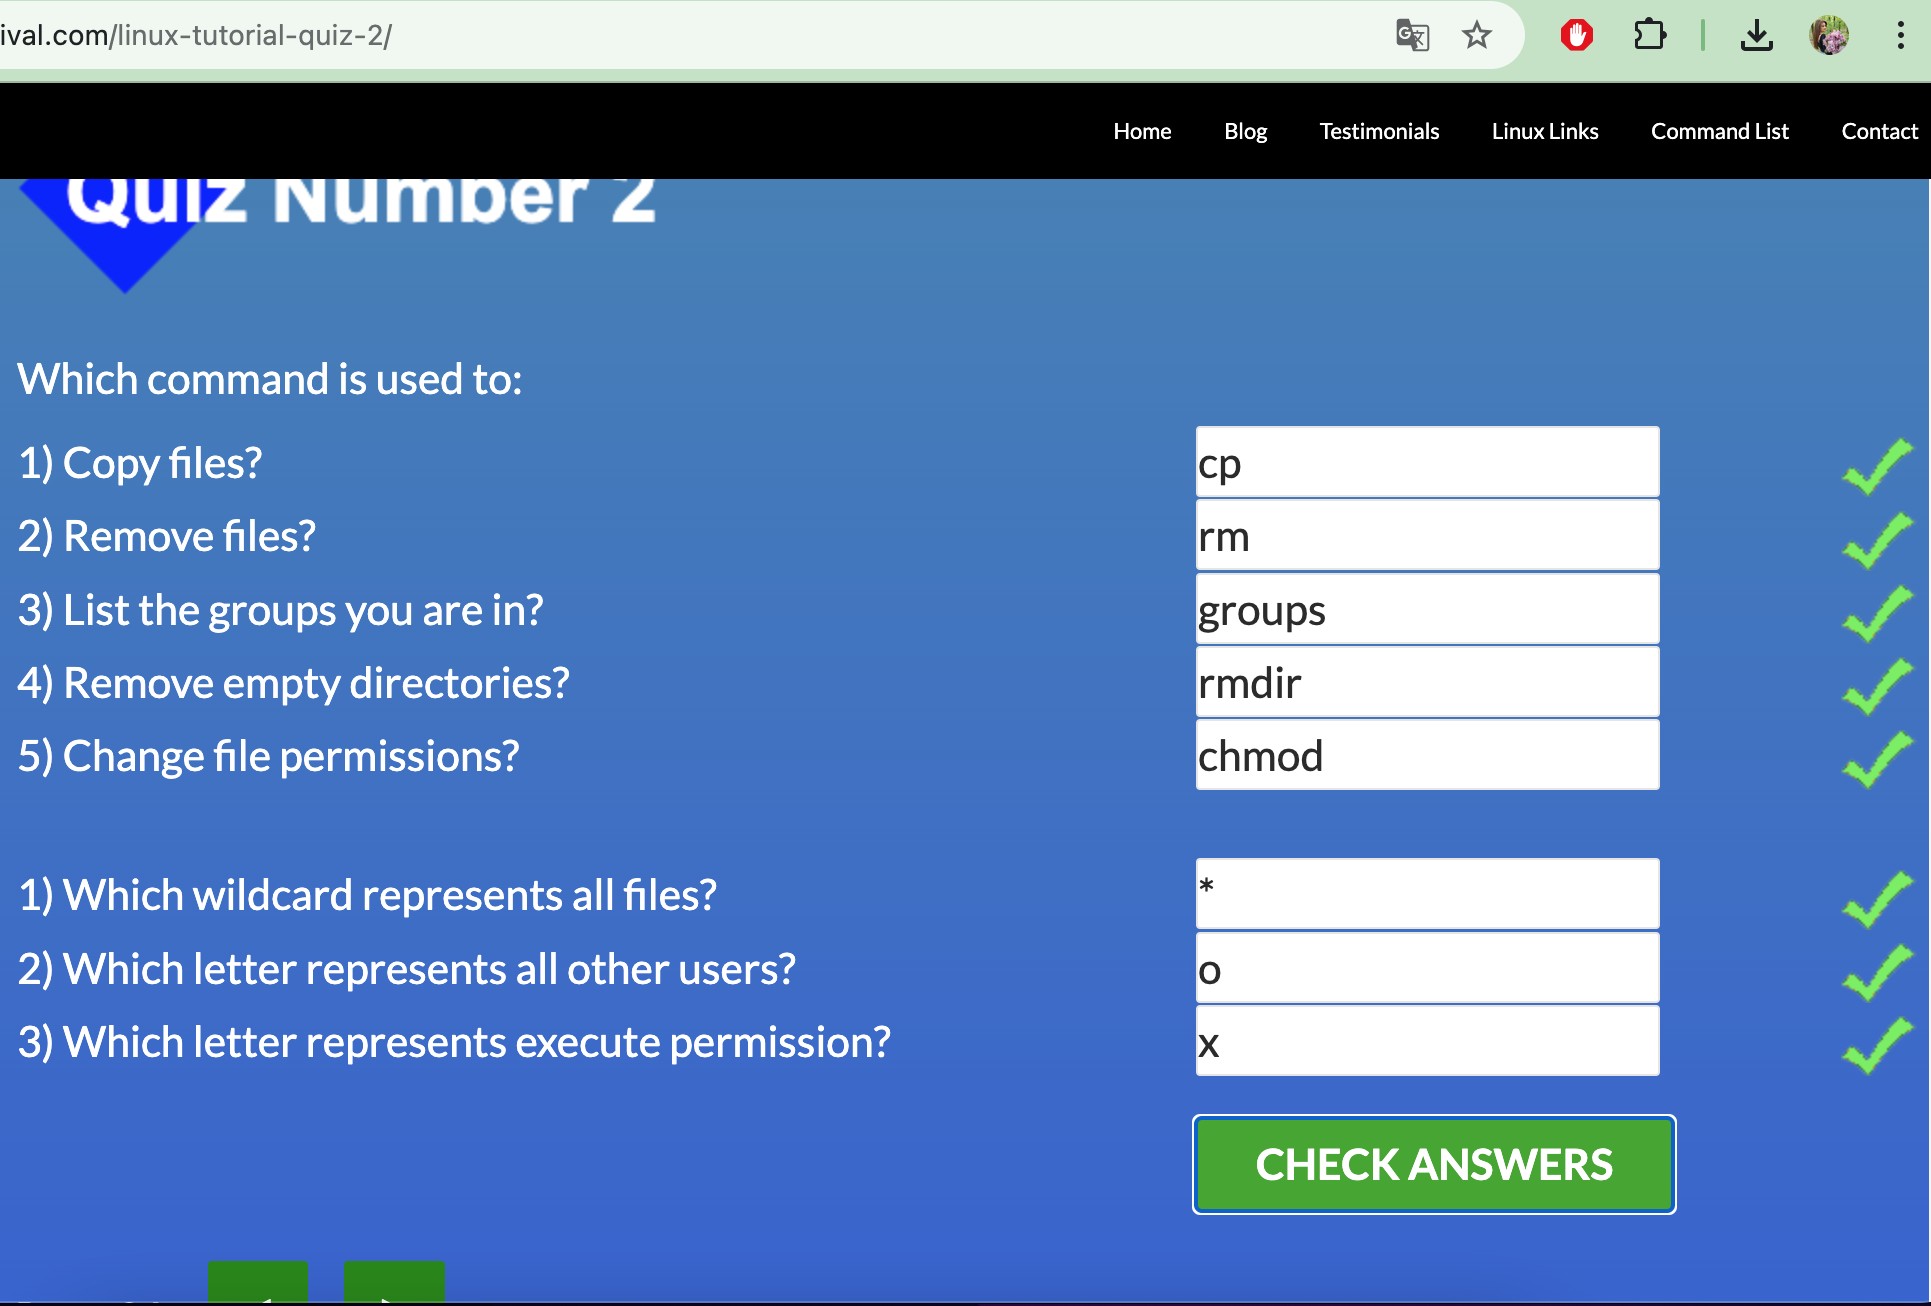 ival.com/linux-tutorial-quiz-2/
Home Blog Testimonials Linux Links Command List Contact
Quiz Number 2
Which command is used to:
1) Copy files? cp
2) Remove files? rm
3) List the groups you are in? groups
4) Remove empty directories? rmdir
5) Change file permissions? chmod
1) Which wildcard represents all files? *
2) Which letter represents all other users? o
3) Which letter represents execute permission? x
CHECK ANSWERS